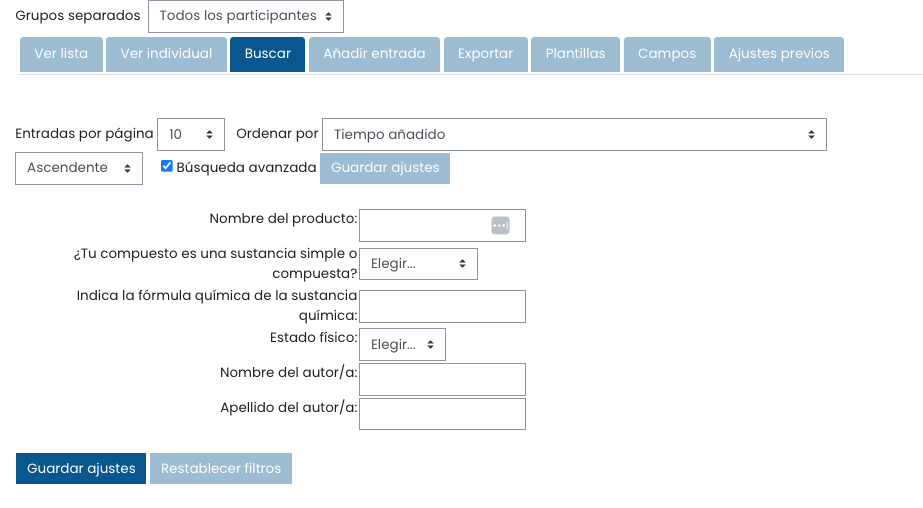 Grupos separados Todos los participantes
Ver lista Ver individual Buscar Añadir entrada Exportar Plantillas Campos Ajustes previos
Entradas por página 10 Ordenar por Tiempo añadido
Ascendente Búsqueda avanzada Guardar ajustes
Nombre del producto:
¿Tu compuesto es una sustancia simple o
compuesta? Elegir...
Indica la fórmula química de la sustancia
química:
Estado físico: Elegir...
Nombre del autor/a:
Apellido del autor/a:
Guardar ajustes Restablecer filtros